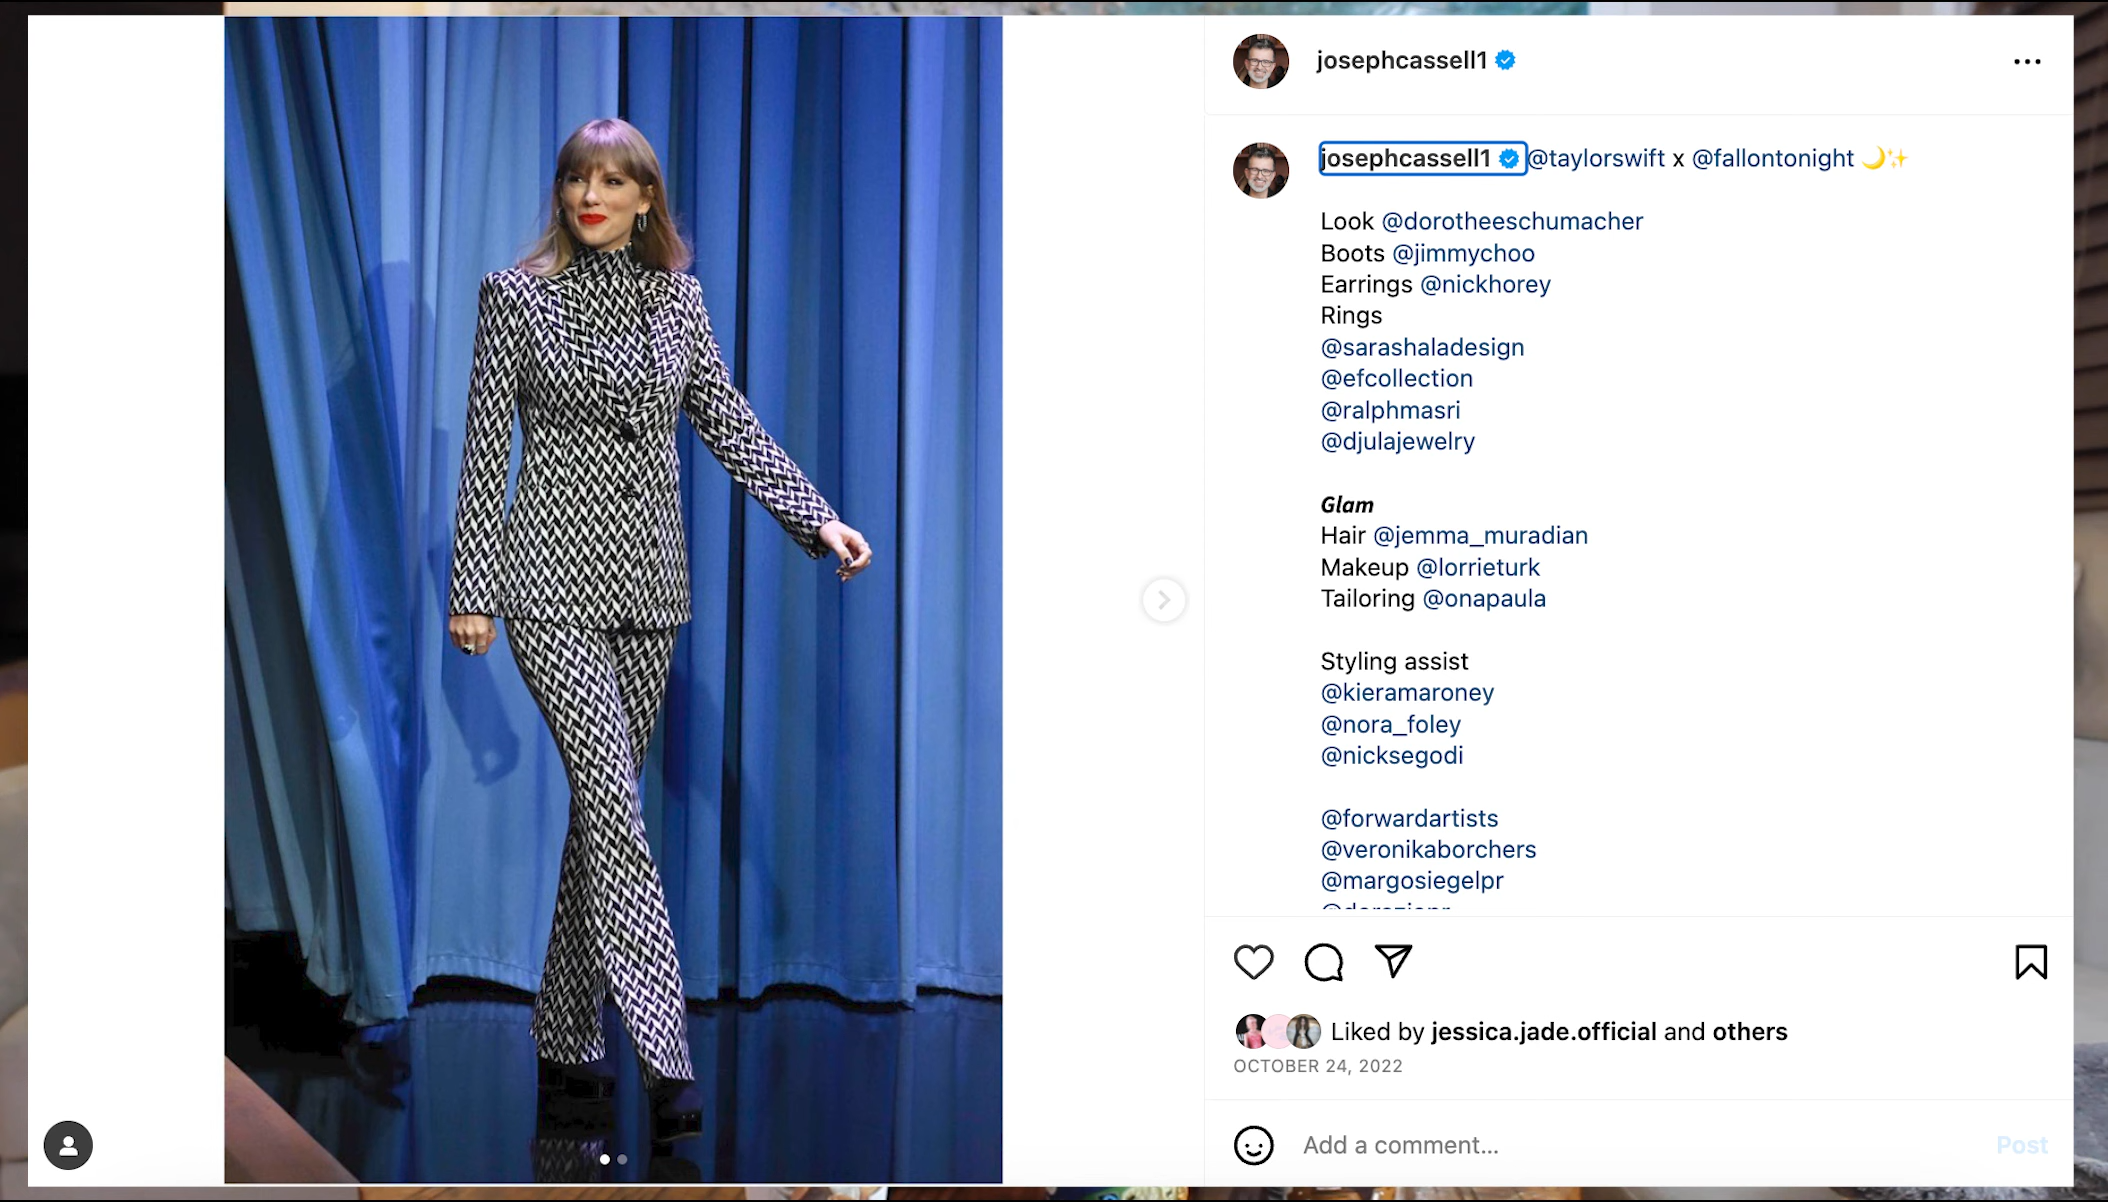 josephcassell1
josephcassell1 @taylorswift x @fallontonight 🌙✨
Look @dorotheeschumacher
Boots @jimmychoo
Earrings @nickhorey
Rings
@sarashaladesign
@efcollection
@ralphmasri
@djulajewelry
Glam
Hair @jemma_muradian
Makeup @lorrieturk
Tailoring @onapaula
Styling assist
@kieramaroney
@nora_foley
@nicksegodi
@forwardartists
@veronikaborchers
@margosiegelpr
Liked by jessica.jade.official and others
OCTOBER 24, 2022
Add a comment...
Post